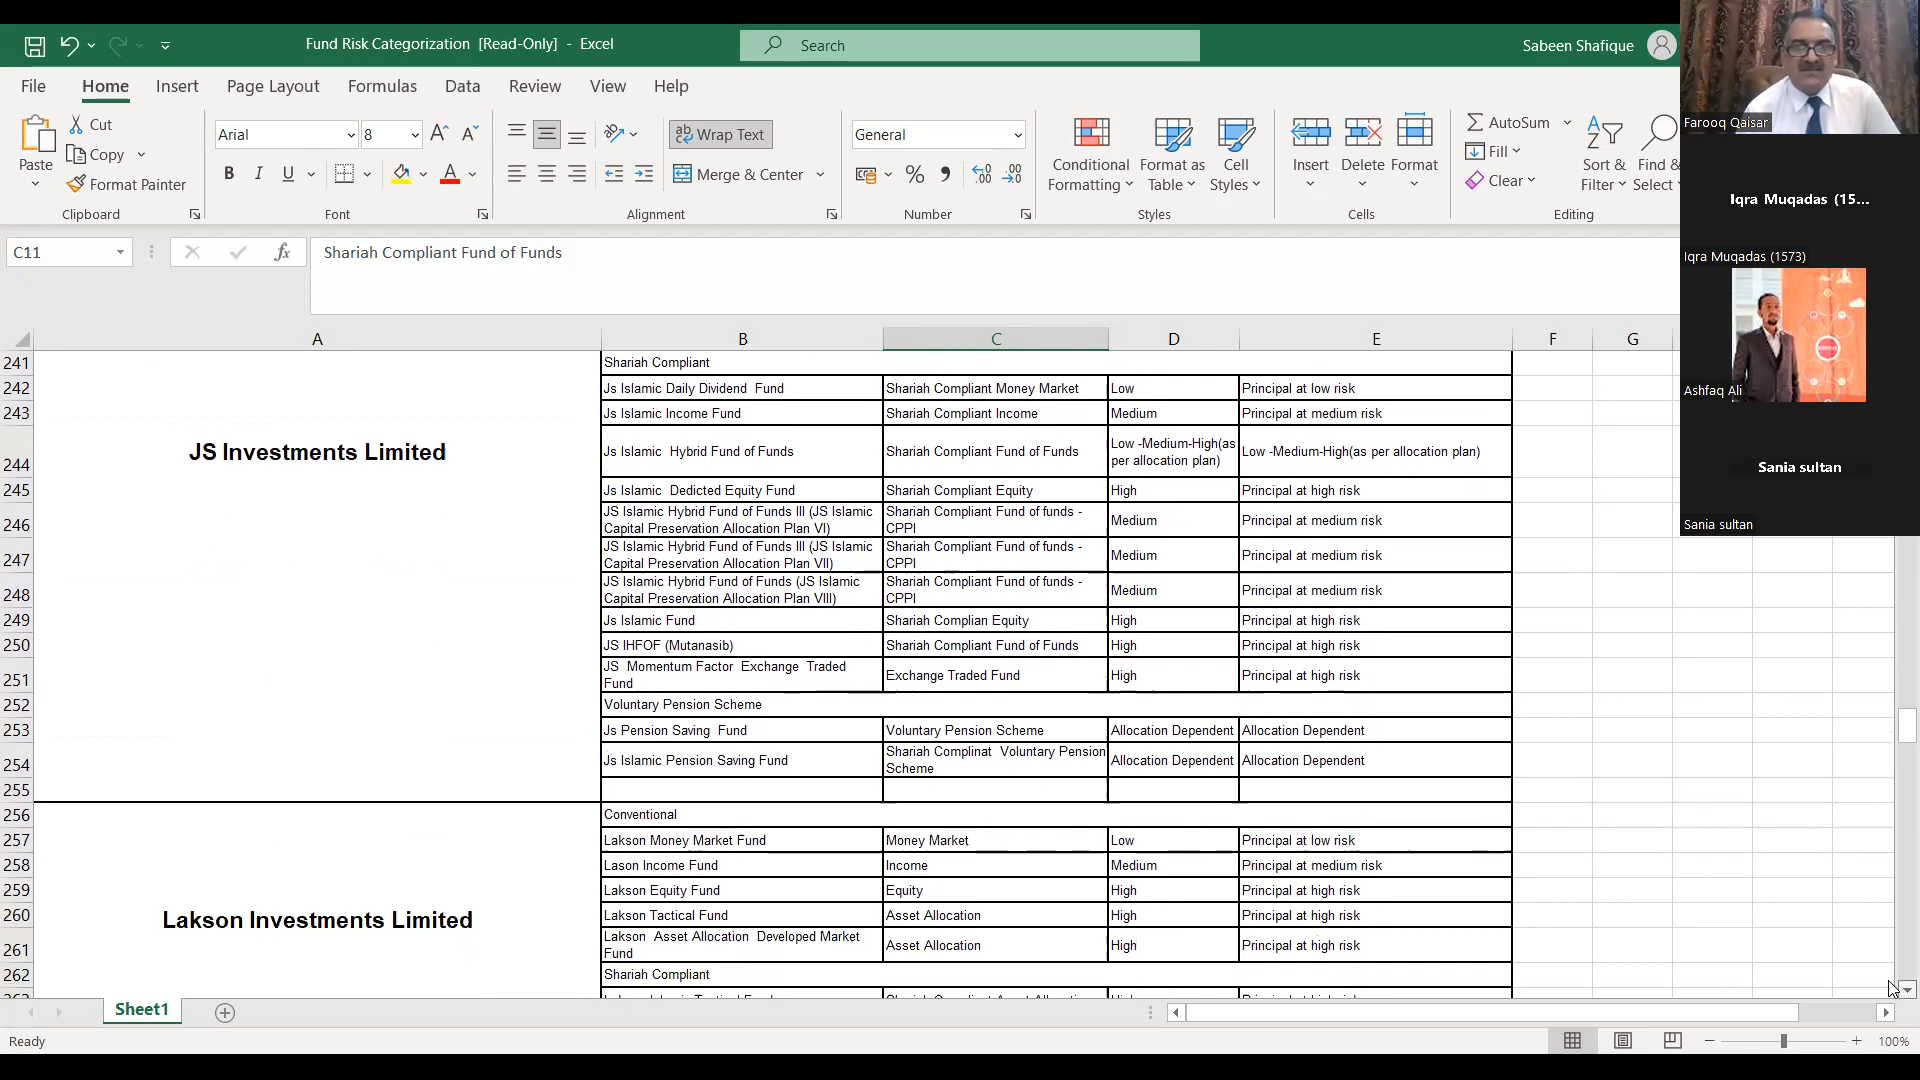 Fund Risk Categorization [Read-Only] - Excel
Search
Sabeen Shafique
File Home Insert Page Layout Formulas Data Review View Help
Paste
Cut
Copy
Format Painter
Clipboard
Arial 8
B I U
Font
Wrap Text
Merge & Center
Alignment
General
Number
Conditional Formatting
Format as Table
Cell Styles
Styles
Insert Delete Format
Cells
AutoSum
Fill
Clear
Sort & Filter
Find & Select
Editing
C11
fx
Shariah Compliant Fund of Funds
A B C D E F G
241 Shariah Compliant
242 Js Islamic Daily Dividend Fund Shariah Compliant Money Market Low Principal at low risk
243 Js Islamic Income Fund Shariah Compliant Income Medium Principal at medium risk
JS Investments Limited
244 Js Islamic Hybrid Fund of Funds Shariah Compliant Fund of Funds Low -Medium-High(as per allocation plan) Low -Medium-High(as per allocation plan)
245 Js Islamic Dedicted Equity Fund Shariah Compliant Equity High Principal at high risk
246 JS Islamic Hybrid Fund of Funds III (JS Islamic Capital Preservation Allocation Plan VI) Shariah Compliant Fund of funds - CPPI Medium Principal at medium risk
247 JS Islamic Hybrid Fund of Funds III (JS Islamic Capital Preservation Allocation Plan VII) Shariah Compliant Fund of funds - CPPI Medium Principal at medium risk
248 JS Islamic Hybrid Fund of Funds (JS Islamic Capital Preservation Allocation Plan VIII) Shariah Compliant Fund of funds - CPPI Medium Principal at medium risk
249 Js Islamic Fund Shariah Complian Equity High Principal at high risk
250 JS IHFOF (Mutanasib) Shariah Compliant Fund of Funds High Principal at high risk
251 JS Momentum Factor Exchange Traded Fund Exchange Traded Fund High Principal at high risk
252 Voluntary Pension Scheme
253 Js Pension Saving Fund Voluntary Pension Scheme Allocation Dependent Allocation Dependent
254 Js Islamic Pension Saving Fund Shariah Complinat Voluntary Pension Scheme Allocation Dependent Allocation Dependent
255
256 Conventional
257 Lakson Money Market Fund Money Market Low Principal at low risk
258 Lason Income Fund Income Medium Principal at medium risk
259 Lakson Equity Fund Equity High Principal at high risk
Lakson Investments Limited
260 Lakson Tactical Fund Asset Allocation High Principal at high risk
261 Lakson Asset Allocation Developed Market Fund Asset Allocation High Principal at high risk
262 Shariah Compliant
Sheet1
Ready
100%
Farooq Qaisar
Iqra Muqadas (15...
Iqra Muqadas (1573)
Ashfaq Ali
Sania sultan
Sania sultan